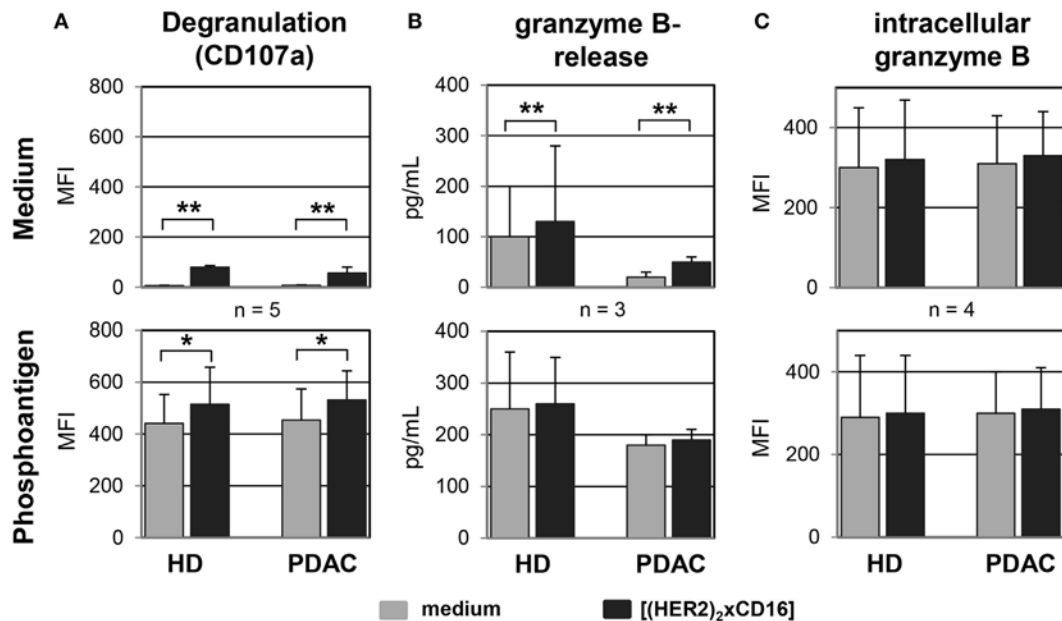 A
Degranulation
(CD107a)
B
granzyme B-
release
C
intracellular
granzyme B
Medium
MFI
800
600
400
200
0
**
**
pg/mL
400
300
200
100
0
**
**
MFI
400
200
0
n = 5
n = 3
n = 4
Phosphoantigen
MFI
800
600
400
200
0
*
*
pg/mL
400
300
200
100
0
MFI
400
200
0
HD
PDAC
HD
PDAC
HD
PDAC
medium
[(HER2)₂xCD16]